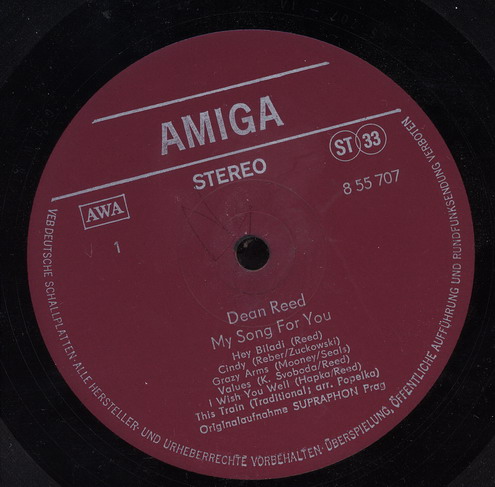 AMIGA
STEREO
ST 33
8 55 707
AWA
1
Dean Reed
My Song For You
Hey Biladi (Reed)
Cindy (Reber/Zuckowski)
Grazy Arms (Mooney/Seals)
Values (K. Svoboda/Reed)
I Wish You Well (Hapka/Reed)
This Train (Traditional; arr. Popelka)
Originalaufnahme SUPRAPHON Prag
VEB DEUTSCHE SCHALLPLATTEN · ALLE HERSTELLER- UND URHEBERRECHTE VORBEHALTEN · ÜBERSPIELUNG, ÖFFENTLICHE AUFFÜHRUNG UND RUNDFUNKSENDUNG VERBOTEN